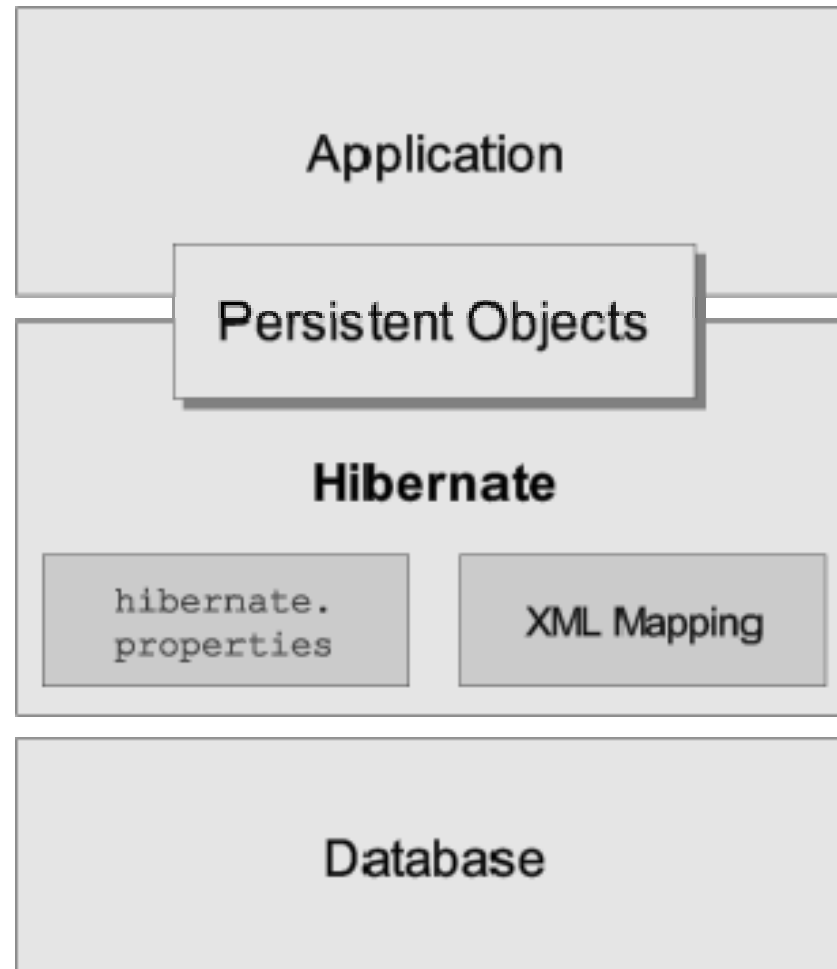 Application
Persistent Objects
Hibernate
hibernate.
properties
XML Mapping
Database